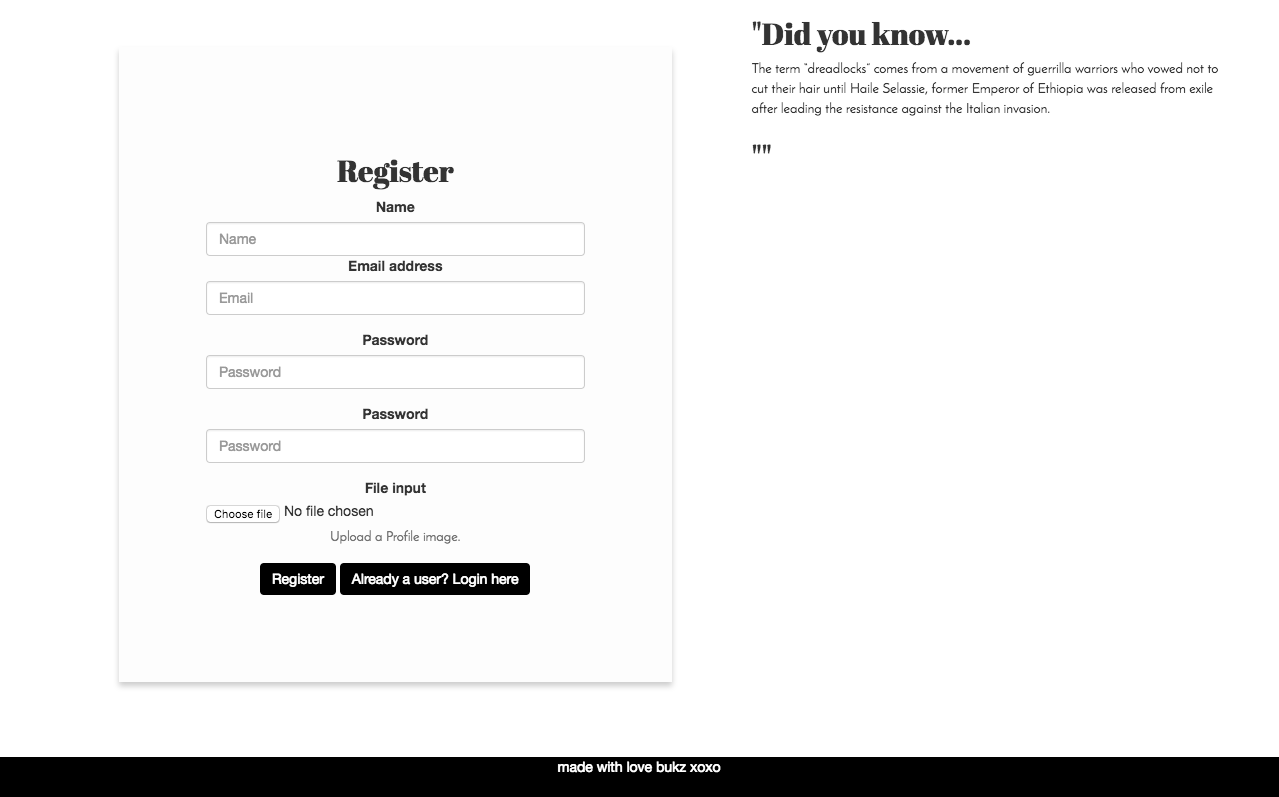 Register
Name
Name
Email address
Email
Password
Password
Password
Password
File input
Choose file No file chosen
Upload a Profile image.
Register Already a user? Login here
"Did you know...
The term “dreadlocks” comes from a movement of guerrilla warriors who vowed not to
cut their hair until Haile Selassie, former Emperor of Ethiopia was released from exile
after leading the resistance against the Italian invasion.
""
made with love bukz xoxo